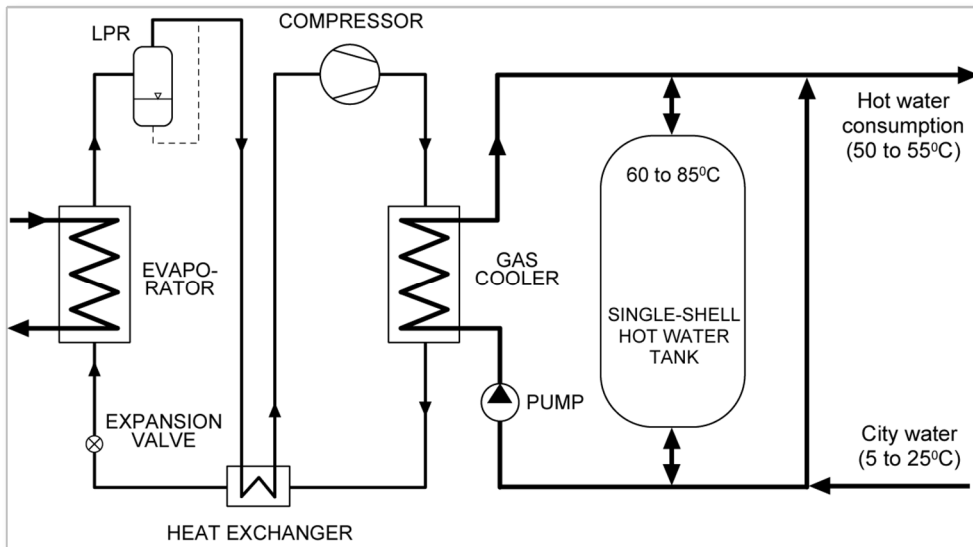 LPR
COMPRESSOR
Hot water
consumption
(50 to 55⁰C)
60 to 85⁰C
EVAPO-
RATOR
GAS
COOLER
SINGLE-SHELL
HOT WATER
TANK
EXPANSION
VALVE
PUMP
City water
(5 to 25⁰C)
HEAT EXCHANGER